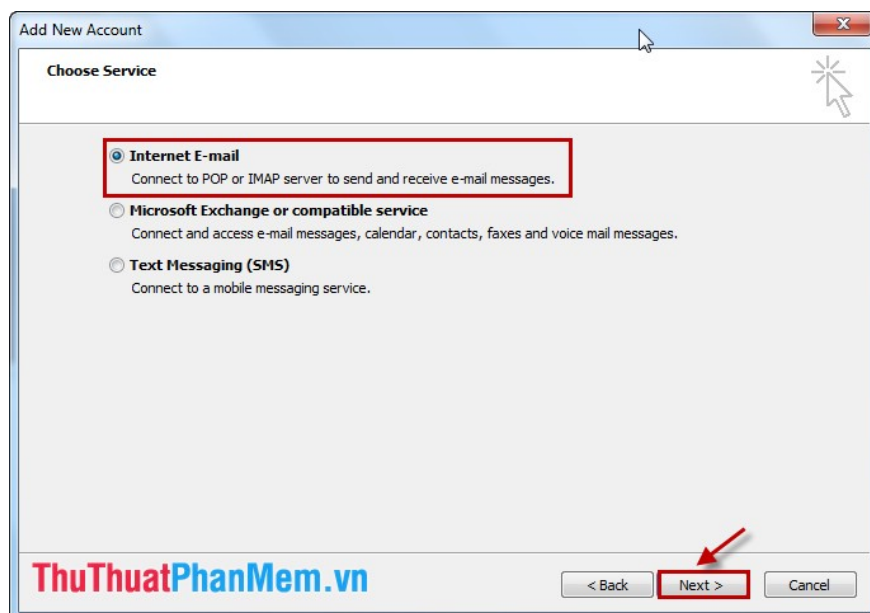 Add New Account
Choose Service
Internet E-mail
Connect to POP or IMAP server to send and receive e-mail messages.
Microsoft Exchange or compatible service
Connect and access e-mail messages, calendar, contacts, faxes and voice mail messages.
Text Messaging (SMS)
Connect to a mobile messaging service.
ThuThuatPhanMem.vn
< Back Next > Cancel